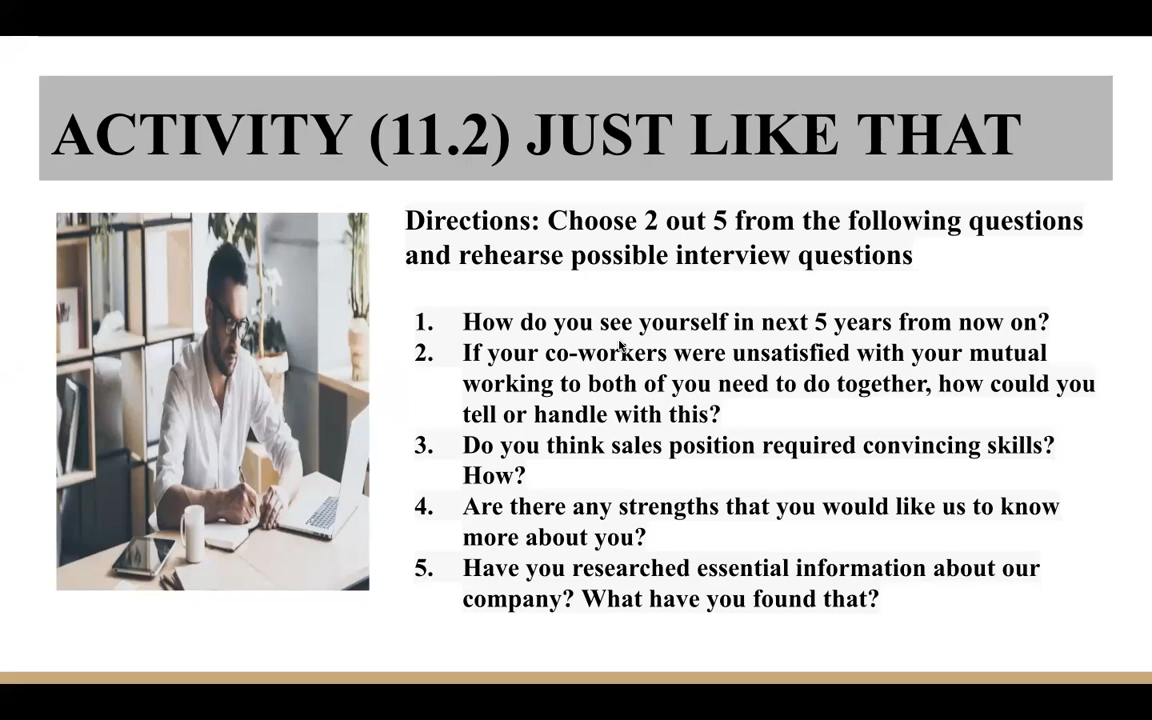 ACTIVITY (11.2) JUST LIKE THAT
Directions: Choose 2 out 5 from the following questions
and rehearse possible interview questions
1. How do you see yourself in next 5 years from now on?
2. If your co-workers were unsatisfied with your mutual
working to both of you need to do together, how could you
tell or handle with this?
3. Do you think sales position required convincing skills?
How?
4. Are there any strengths that you would like us to know
more about you?
5. Have you researched essential information about our
company? What have you found that?